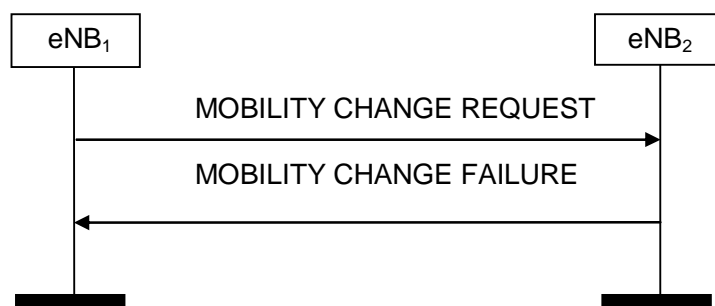 eNB₁
eNB₂
MOBILITY CHANGE REQUEST
MOBILITY CHANGE FAILURE